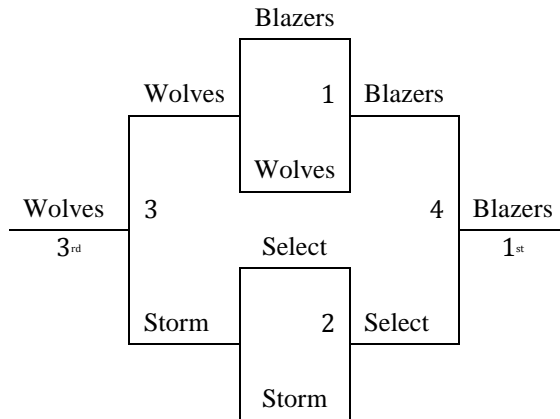 Blazers
Wolves 1 Blazers
Wolves
Wolves 3 4 Blazers
3rd 1st
Select
Storm 2 Select
Storm